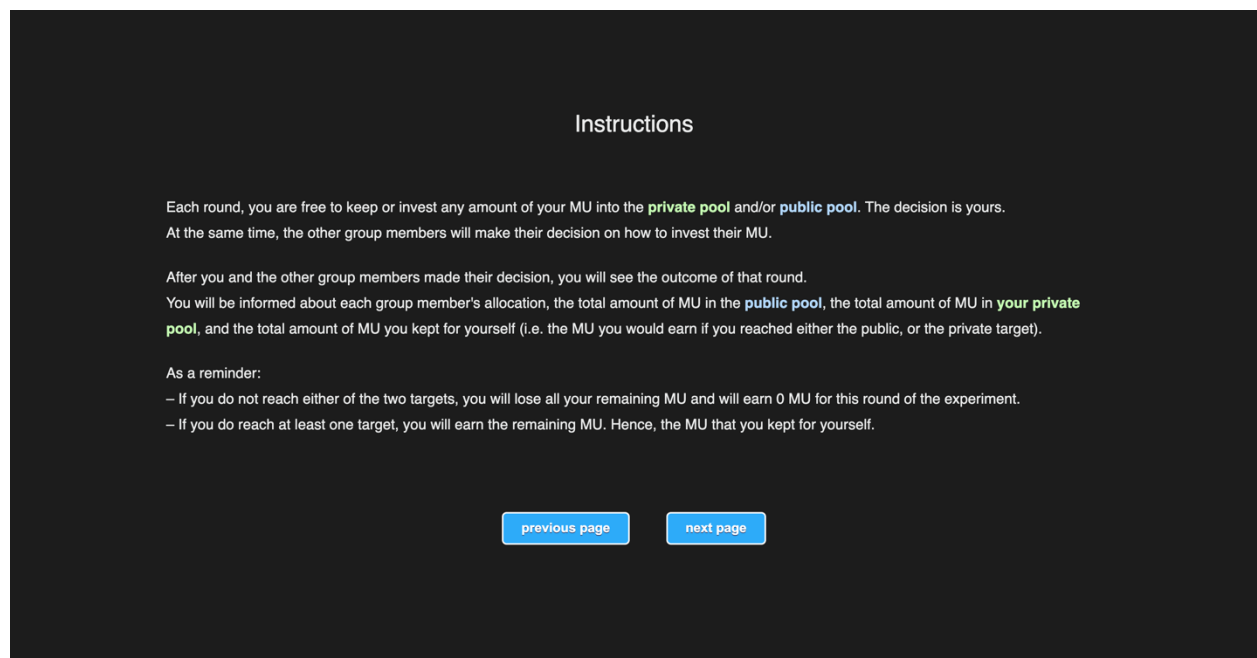 Instructions
Each round, you are free to keep or invest any amount of your MU into the private pool and/or public pool. The decision is yours.
At the same time, the other group members will make their decision on how to invest their MU.
After you and the other group members made their decision, you will see the outcome of that round.
You will be informed about each group member's allocation, the total amount of MU in the public pool, the total amount of MU in your private
pool, and the total amount of MU you kept for yourself (i.e. the MU you would earn if you reached either the public, or the private target).
As a reminder:
– If you do not reach either of the two targets, you will lose all your remaining MU and will earn 0 MU for this round of the experiment.
– If you do reach at least one target, you will earn the remaining MU. Hence, the MU that you kept for yourself.
previous page next page